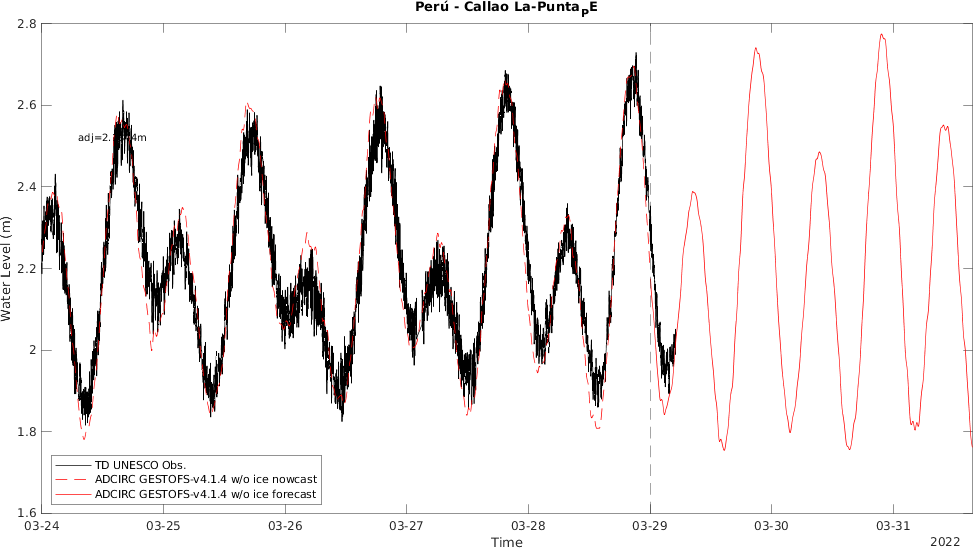 Perú - Callao La-Punta_PE
2.8
2.6
2.4
2.2
2
1.8
1.6
Water Level (m)
TD UNESCO Obs.
ADCIRC GESTOFS-v4.1.4 w/o ice nowcast
ADCIRC GESTOFS-v4.1.4 w/o ice forecast
03-24 03-25 03-26 03-27 03-28 03-29 03-30 03-31
Time
2022